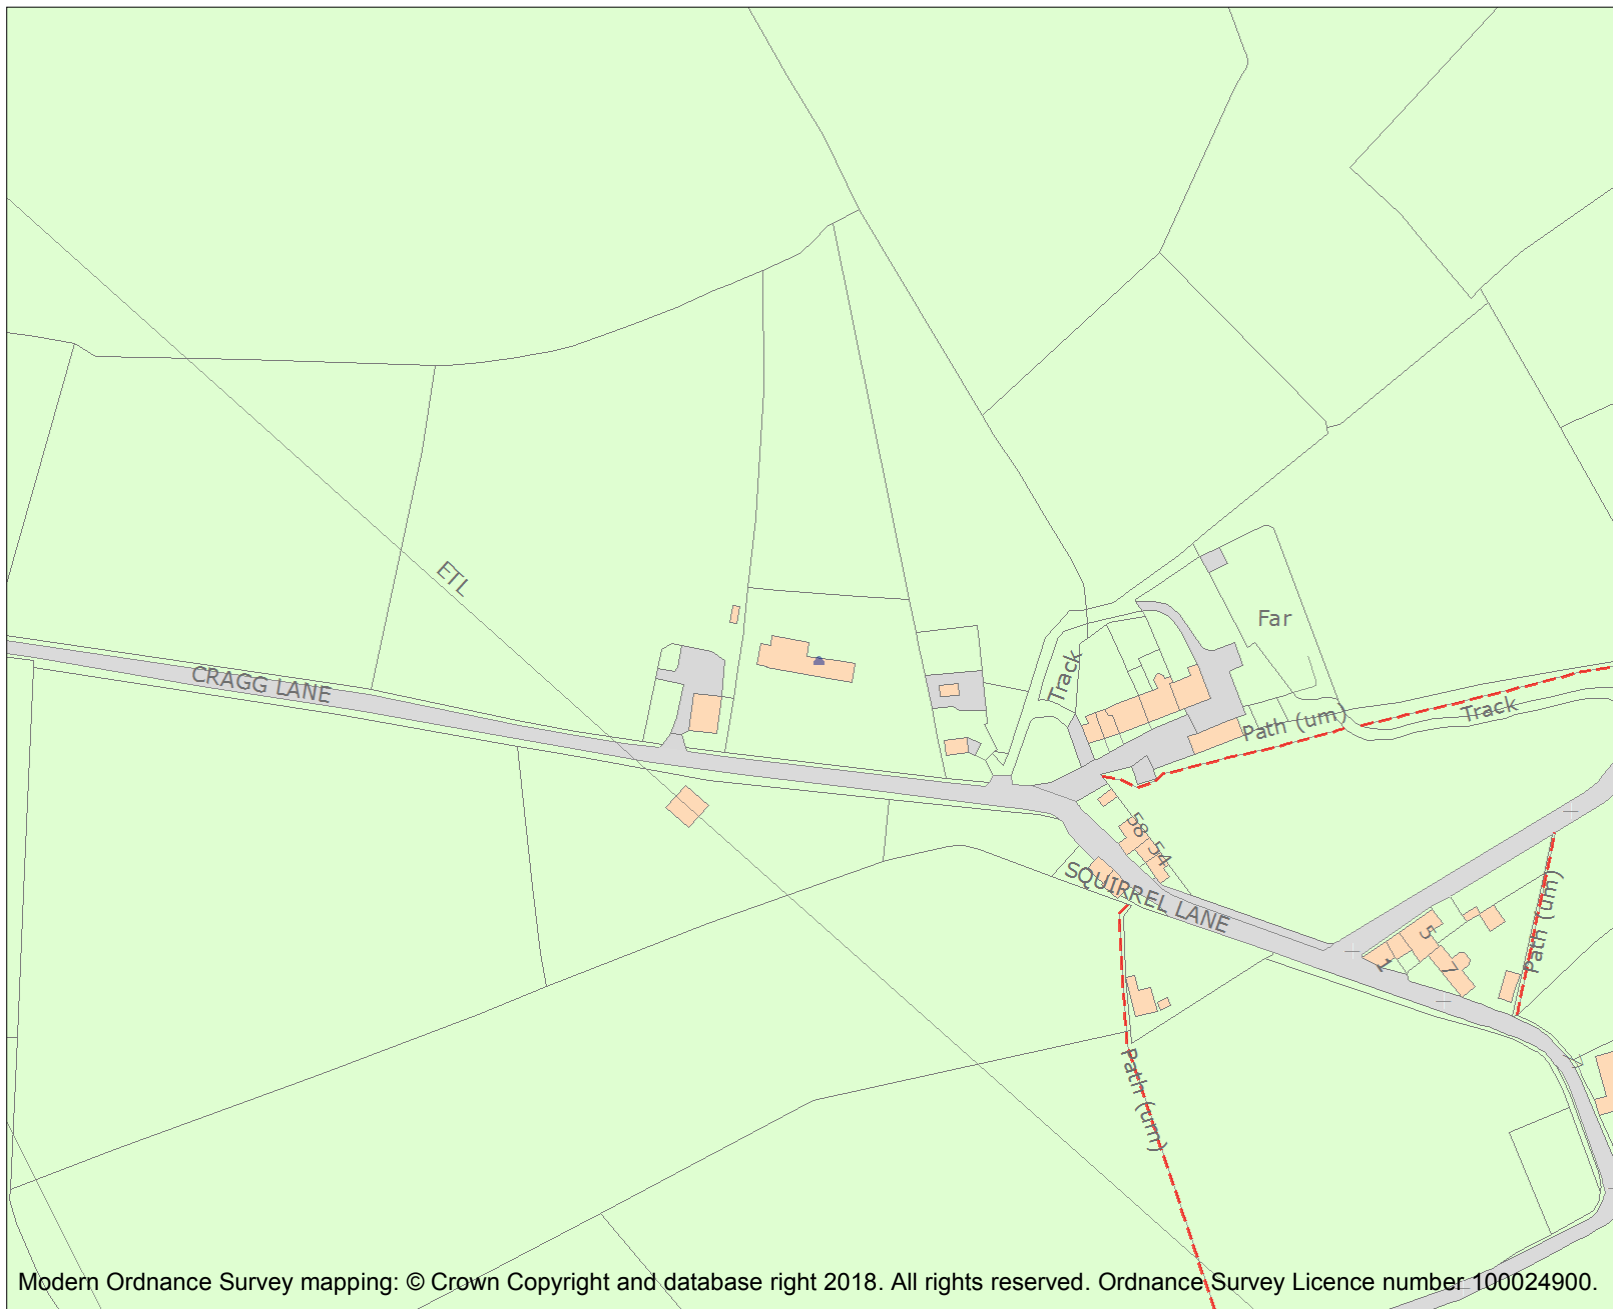 ETL
Far
CRAGG LANE
Track
Path (um)
Track
58
54
SQUIRREL LANE
5
1
7
Path (um)
Path (um)
Modern Ordnance Survey mapping: © Crown Copyright and database right 2018. All rights reserved. Ordnance Survey Licence number 100024900.